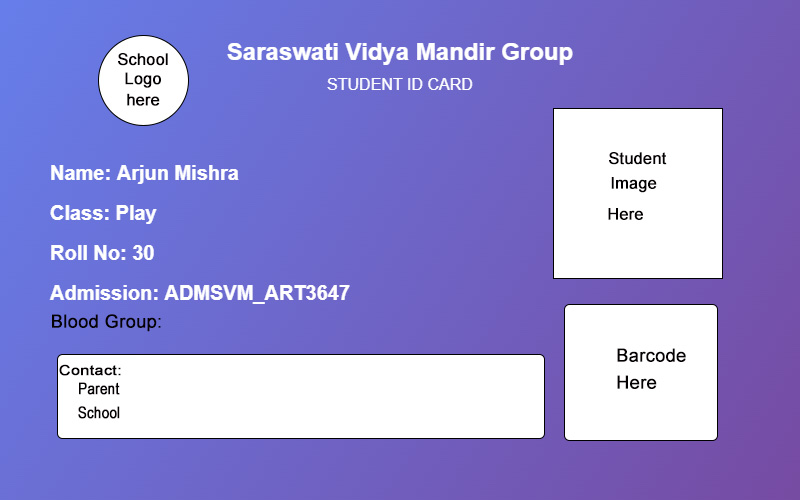 School
Logo
here
Saraswati Vidya Mandir Group
STUDENT ID CARD
Student
Image
Here
Name: Arjun Mishra
Class: Play
Roll No: 30
Admission: ADMSVM_ART3647
Blood Group:
Contact:
Parent
School
Barcode
Here